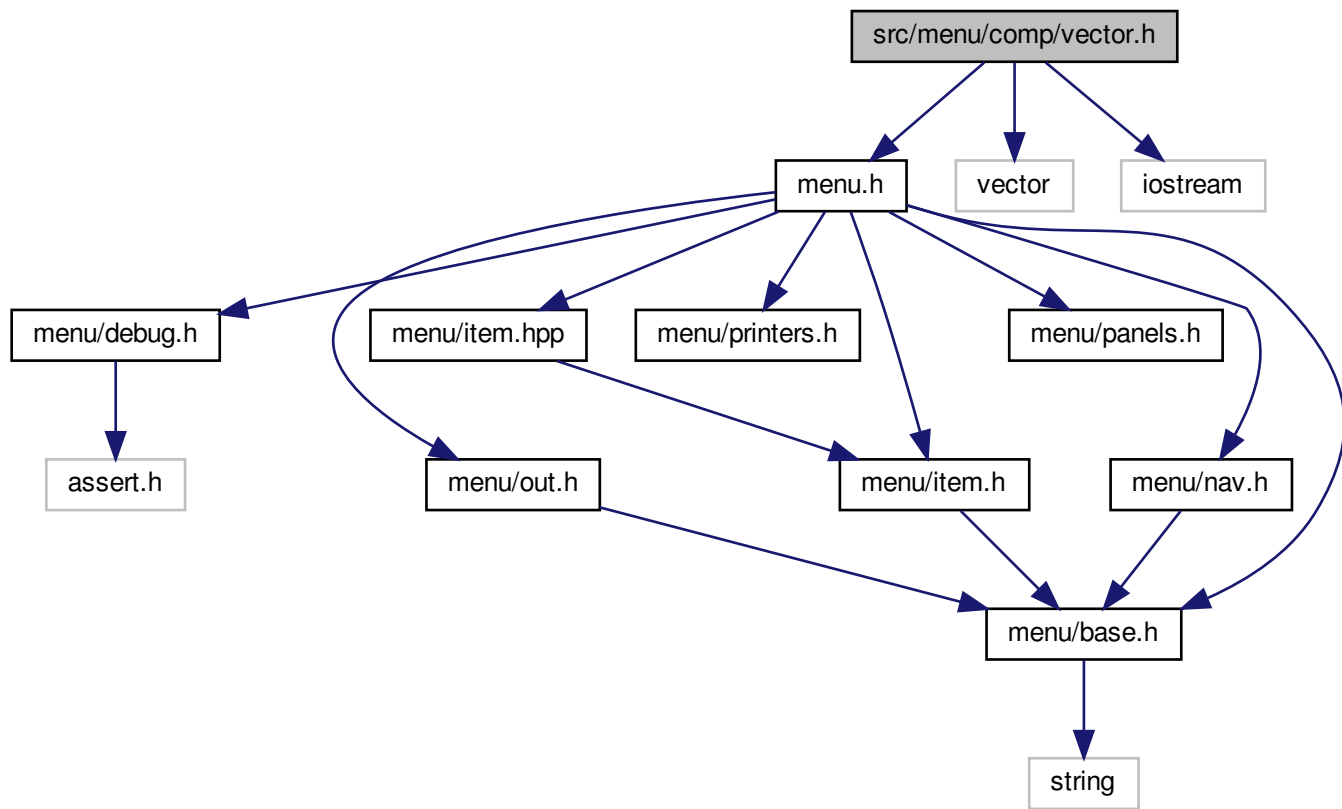 src/menu/comp/vector.h
menu.h
vector
iostream
menu/debug.h
menu/item.hpp
menu/printers.h
menu/panels.h
assert.h
menu/out.h
menu/item.h
menu/nav.h
menu/base.h
string